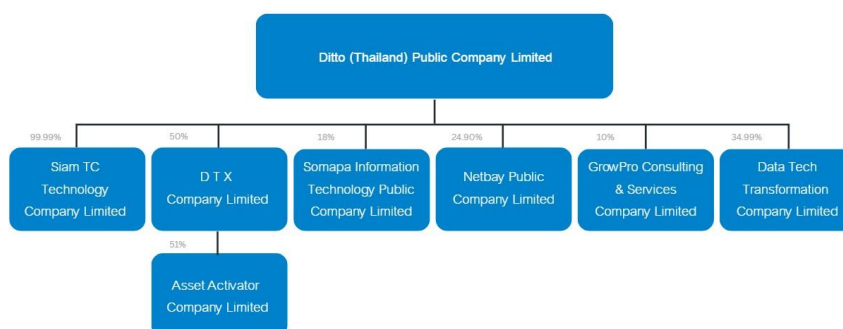 Ditto (Thailand) Public Company Limited
99.99%
50%
18%
24.90%
10%
34.99%
Siam TC
Technology
Company Limited
D T X
Company Limited
Somapa Information
Technology Public
Company Limited
Netbay Public
Company Limited
GrowPro Consulting
& Services
Company Limited
Data Tech
Transformation
Company Limited
51%
Asset Activator
Company Limited